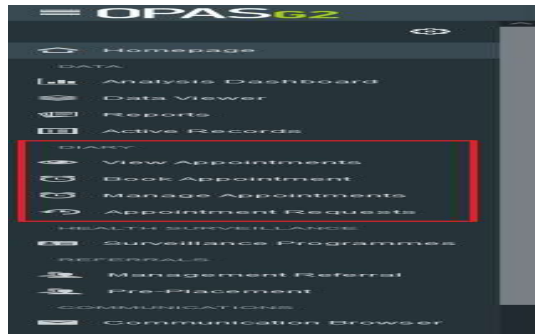 OPASG2
Homepage
DATA
Analysis Dashboard
Data Viewer
Reports
Active Records
DIARY
View Appointments
Book Appointment
Manage Appointments
Appointment Requests
HEALTH SURVEILLANCE
Surveillance Programmes
REFERRALS
Management Referral
Pre-Placement
COMMUNICATIONS
Communication Browser